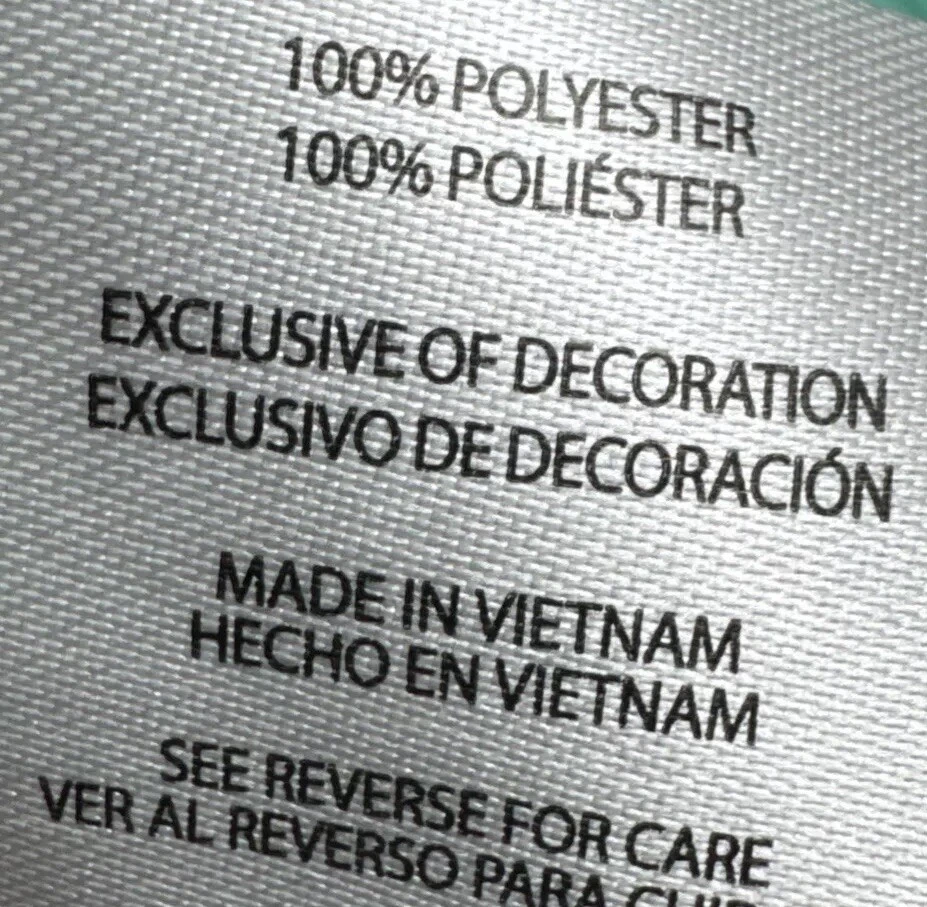 100% POLYESTER
100% POLIÉSTER
EXCLUSIVE OF DECORATION
EXCLUSIVO DE DECORACIÓN
MADE IN VIETNAM
HECHO EN VIETNAM
SEE REVERSE FOR CARE
VER AL REVERSO PARA